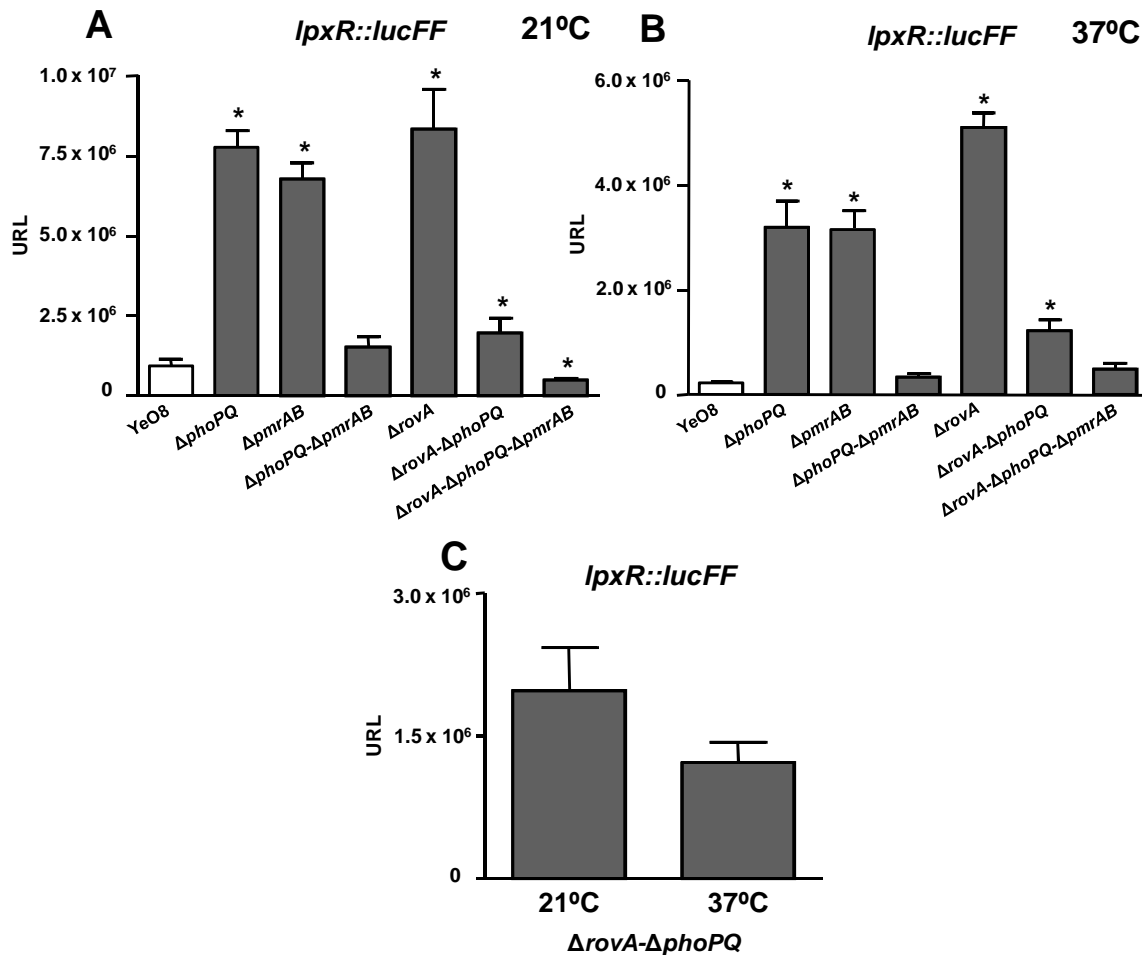 A
lpxR::lucFF 21ºC
1.0 x 10⁷
7.5 x 10⁶
5.0 x 10⁶
2.5 x 10⁶
0
URL
* * * * *
YeO8
ΔphoPQ
ΔpmrAB
ΔphoPQ-ΔpmrAB
ΔrovA
ΔrovA-ΔphoPQ
ΔrovA-ΔphoPQ-ΔpmrAB
*
B
lpxR::lucFF 37ºC
6.0 x 10⁶
4.0 x 10⁶
2.0 x 10⁶
0
URL
* * * *
YeO8
ΔphoPQ
ΔpmrAB
ΔphoPQ-ΔpmrAB
ΔrovA
ΔrovA-ΔphoPQ
ΔrovA-ΔphoPQ-ΔpmrAB
C
lpxR::lucFF
3.0 x 10⁶
1.5 x 10⁶
0
URL
21ºC 37ºC
ΔrovA-ΔphoPQ